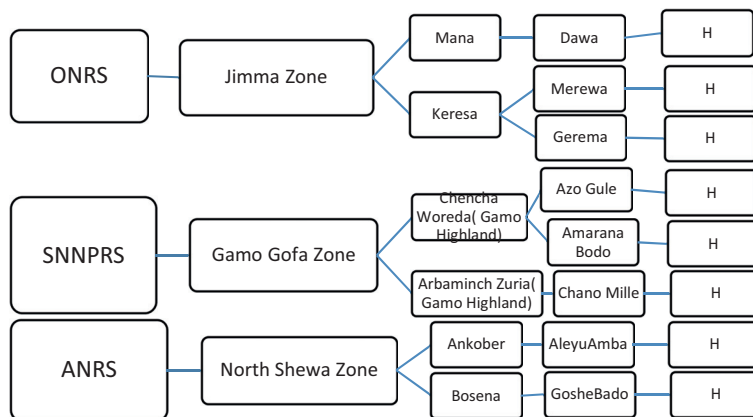 ONRS
Jimma Zone
Mana
Dawa
H
Keresa
Merewa
H
Gerema
H
SNNPRS
Gamo Gofa Zone
Chencha
Woreda( Gamo
Highland)
Azo Gule
H
Amarana
Bodo
H
Arbaminch Zuria(
Gamo Highland)
Chano Mille
H
ANRS
North Shewa Zone
Ankober
AleyuAmba
H
Bosena
GosheBado
H